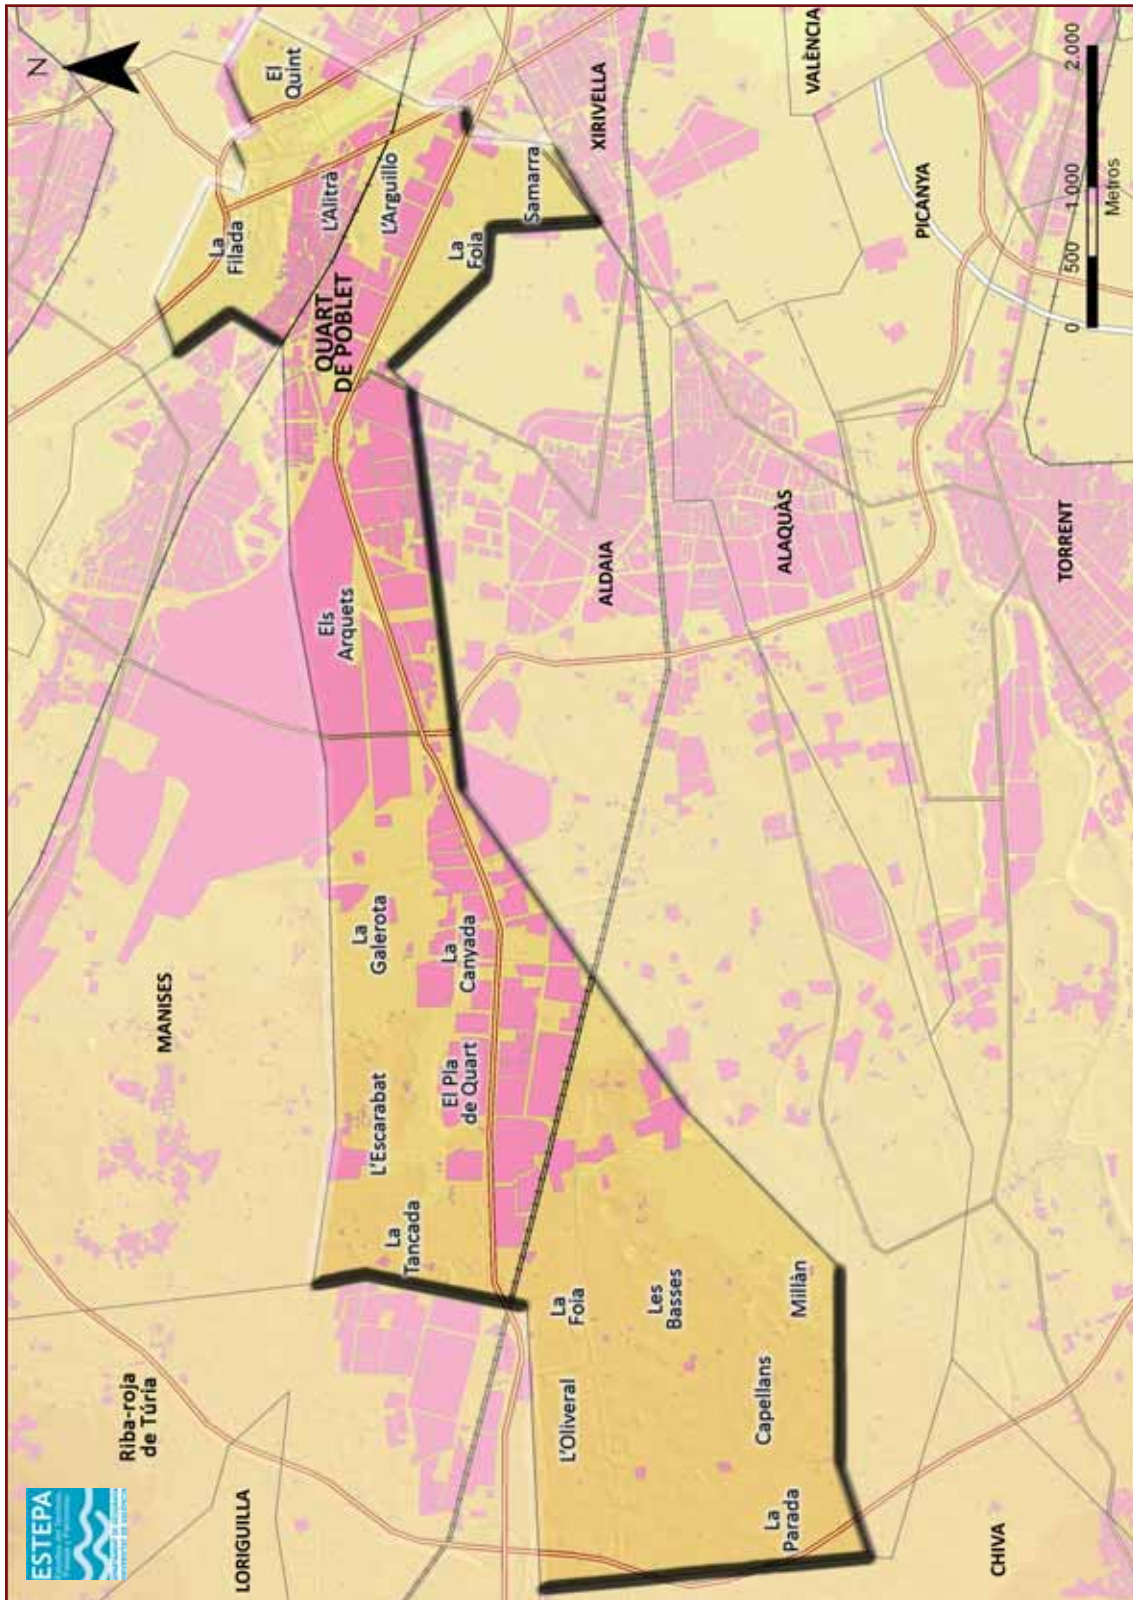 ESTEPA
Riba-roja
de Túria
LORIGUILLA
MANISES
N
El
Quint
La
Filada
L'Alitrà
L'Arguillo
QUART
DE POBLET
La
Foia
Samarra
XIRIVELLA
VALÈNCIA
PICANYA
Els
Arquets
ALDAIA
ALAQUÀS
TORRENT
La
Galerota
La
Canyada
L'Escarabat
El Pla
de Quart
La
Tancada
La
Foia
Les
Basses
Millàn
L'Oliveral
Capellans
La
Parada
CHIVA
0 500 1.000 2.000
Metros